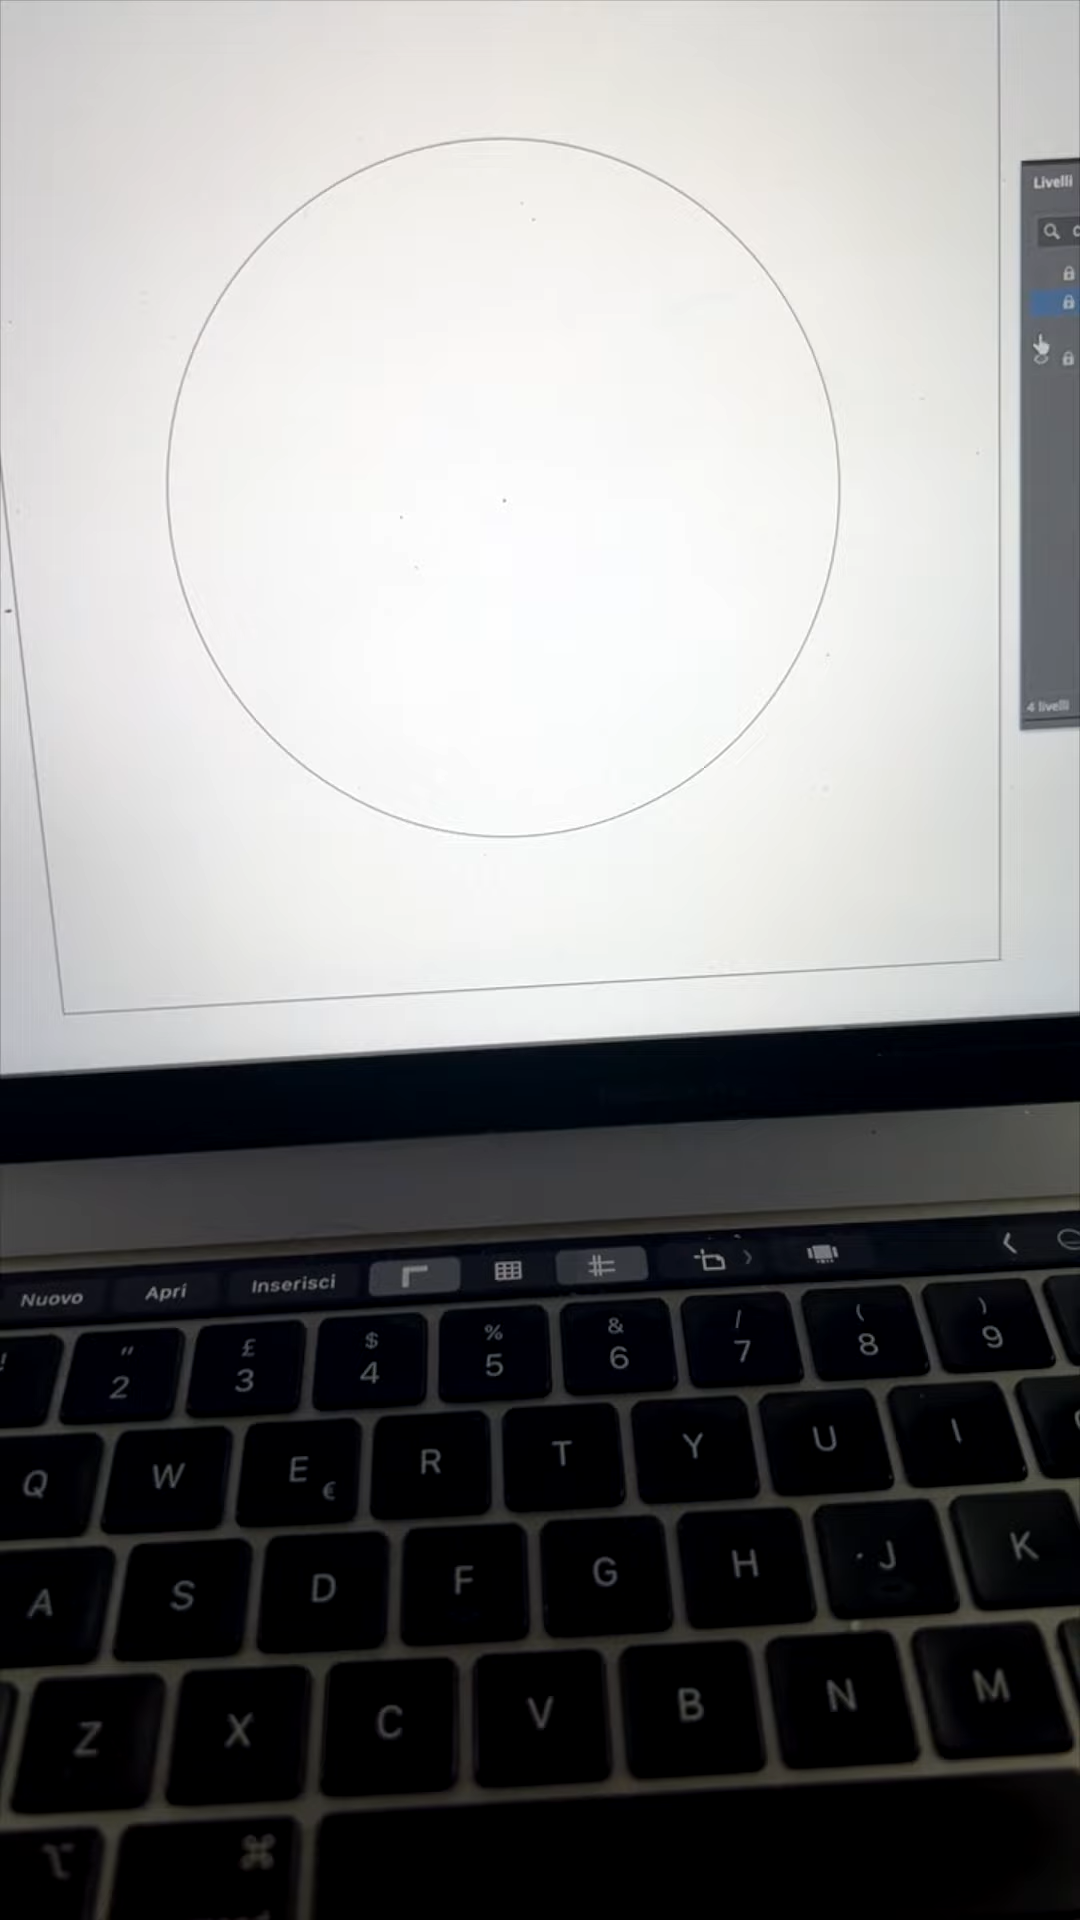 Livelli
4 livelli
Nuovo Apri Inserisci
! " 2 £ 3 $ 4 % 5 & 6 / 7 ( 8 ) 9
Q W E € R T Y U I
A S D F G H J K
Z X C V B N M
⌥ ⌘